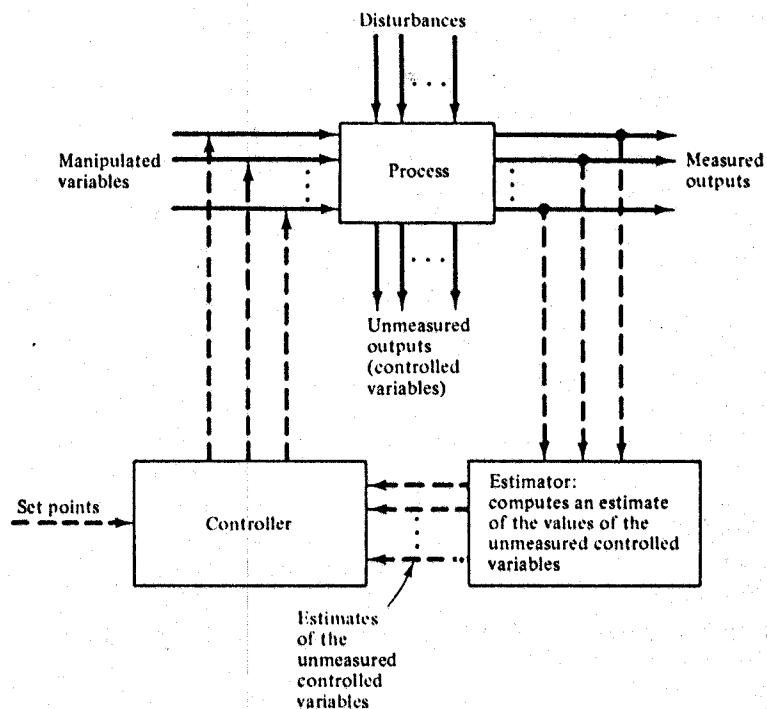 Disturbances
Manipulated
variables
Process
Measured
outputs
Unmeasured
outputs
(controlled
variables)
Set points
Controller
Estimator:
computes an estimate
of the values of the
unmeasured controlled
variables
Estimates
of the
unmeasured
controlled
variables